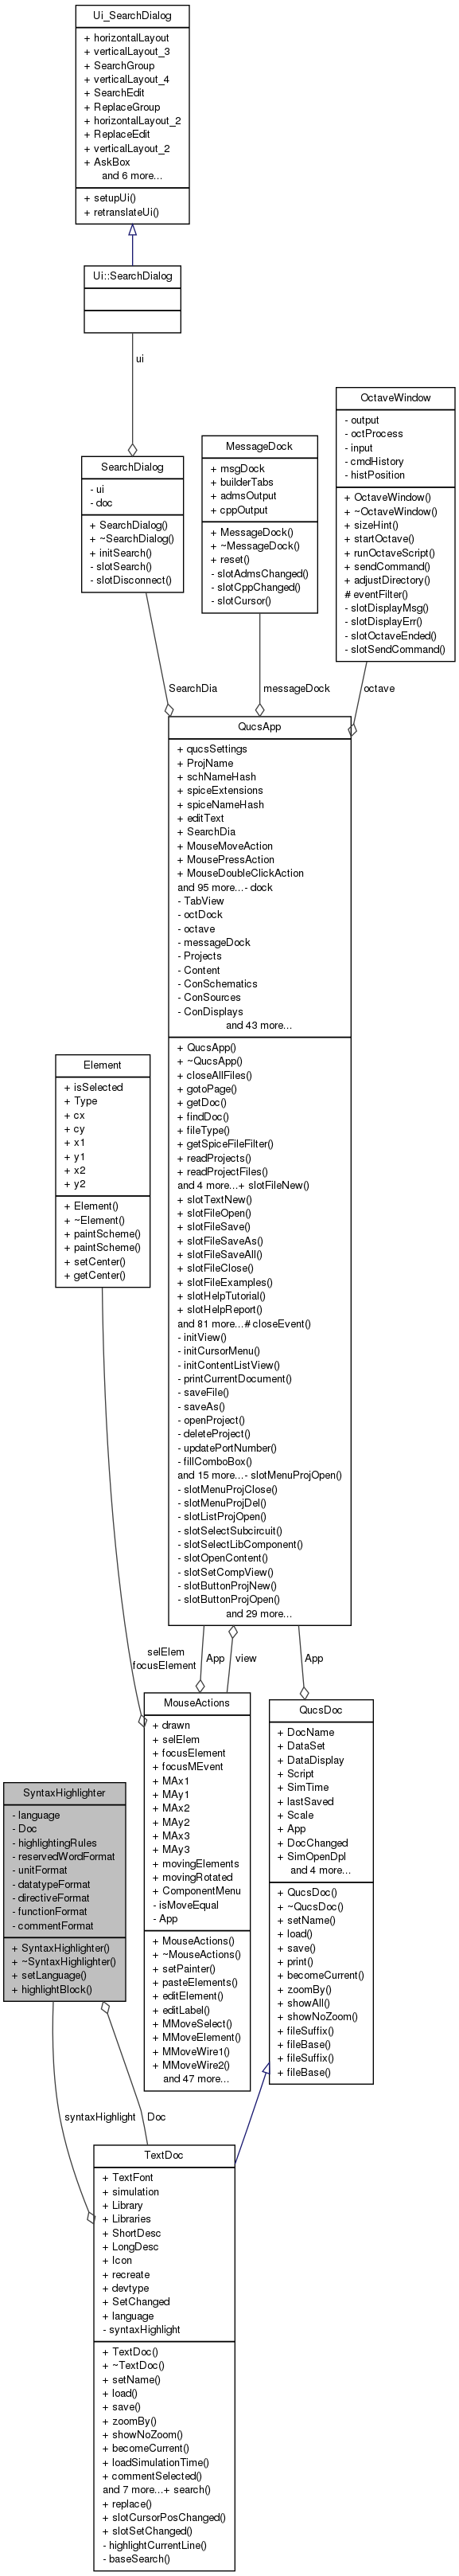 Ui_SearchDialog
+ horizontalLayout
+ verticalLayout_3
+ SearchGroup
+ verticalLayout_4
+ SearchEdit
+ ReplaceGroup
+ horizontalLayout_2
+ ReplaceEdit
+ verticalLayout_2
+ AskBox
and 6 more...
+ setupUi()
+ retranslateUi()
Ui::SearchDialog
ui
SearchDialog
- ui
- doc
+ SearchDialog()
+ ~SearchDialog()
+ initSearch()
- slotSearch()
- slotDisconnect()
MessageDock
+ msgDock
+ builderTabs
+ admsOutput
+ cppOutput
+ MessageDock()
+ ~MessageDock()
+ reset()
- slotAdmsChanged()
- slotCppChanged()
- slotCursor()
OctaveWindow
- output
- octProcess
- input
- cmdHistory
- histPosition
+ OctaveWindow()
+ ~OctaveWindow()
+ sizeHint()
+ startOctave()
+ runOctaveScript()
+ sendCommand()
+ adjustDirectory()
# eventFilter()
- slotDisplayMsg()
- slotDisplayErr()
- slotOctaveEnded()
- slotSendCommand()
SearchDia
messageDock
octave
QucsApp
+ qucsSettings
+ ProjName
+ schNameHash
+ spiceExtensions
+ spiceNameHash
+ editText
+ SearchDia
+ MouseMoveAction
+ MousePressAction
+ MouseDoubleClickAction
and 95 more...- dock
- TabView
- octDock
- octave
- messageDock
- Projects
- Content
- ConSchematics
- ConSources
- ConDisplays
and 43 more...
+ QucsApp()
+ ~QucsApp()
+ closeAllFiles()
+ gotoPage()
+ getDoc()
+ findDoc()
+ fileType()
+ getSpiceFileFilter()
+ readProjects()
+ readProjectFiles()
and 4 more...+ slotFileNew()
+ slotTextNew()
+ slotFileOpen()
+ slotFileSave()
+ slotFileSaveAs()
+ slotFileSaveAll()
+ slotFileClose()
+ slotFileExamples()
+ slotHelpTutorial()
+ slotHelpReport()
and 81 more...# closeEvent()
- initView()
- initCursorMenu()
- initContentListView()
- printCurrentDocument()
- saveFile()
- saveAs()
- openProject()
- deleteProject()
- updatePortNumber()
- fillComboBox()
and 15 more...- slotMenuProjOpen()
- slotMenuProjClose()
- slotMenuProjDel()
- slotListProjOpen()
- slotSelectSubcircuit()
- slotSelectLibComponent()
- slotOpenContent()
- slotSetCompView()
- slotButtonProjNew()
- slotButtonProjOpen()
and 29 more...
Element
+ isSelected
+ Type
+ cx
+ cy
+ x1
+ y1
+ x2
+ y2
+ Element()
+ ~Element()
+ paintScheme()
+ paintScheme()
+ setCenter()
+ getCenter()
selElem
focusElement
App
view
App
MouseActions
+ drawn
+ selElem
+ focusElement
+ focusMEvent
+ MAx1
+ MAy1
+ MAx2
+ MAy2
+ MAx3
+ MAy3
+ movingElements
+ movingRotated
+ ComponentMenu
- isMoveEqual
- App
+ MouseActions()
+ ~MouseActions()
+ setPainter()
+ pasteElements()
+ editElement()
+ editLabel()
+ MMoveSelect()
+ MMoveElement()
+ MMoveWire1()
+ MMoveWire2()
and 47 more...
QucsDoc
+ DocName
+ DataSet
+ DataDisplay
+ Script
+ SimTime
+ lastSaved
+ Scale
+ App
+ DocChanged
+ SimOpenDpl
and 4 more...
+ QucsDoc()
+ ~QucsDoc()
+ setName()
+ load()
+ save()
+ print()
+ becomeCurrent()
+ zoomBy()
+ showAll()
+ showNoZoom()
+ fileSuffix()
+ fileBase()
+ fileSuffix()
+ fileBase()
SyntaxHighlighter
- language
- Doc
- highlightingRules
- reservedWordFormat
- unitFormat
- datatypeFormat
- directiveFormat
- functionFormat
- commentFormat
+ SyntaxHighlighter()
+ ~SyntaxHighlighter()
+ setLanguage()
+ highlightBlock()
syntaxHighlight
Doc
TextDoc
+ TextFont
+ simulation
+ Library
+ Libraries
+ ShortDesc
+ LongDesc
+ Icon
+ recreate
+ devtype
+ SetChanged
+ language
- syntaxHighlight
+ TextDoc()
+ ~TextDoc()
+ setName()
+ load()
+ save()
+ zoomBy()
+ showNoZoom()
+ becomeCurrent()
+ loadSimulationTime()
+ commentSelected()
and 7 more...+ search()
+ replace()
+ slotCursorPosChanged()
+ slotSetChanged()
- highlightCurrentLine()
- baseSearch()